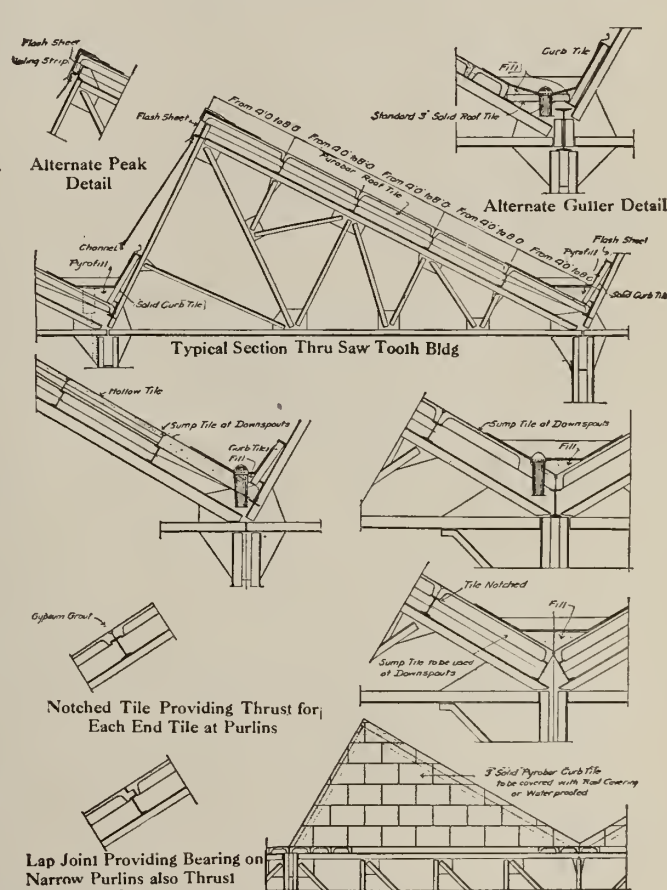 Flash Sheet
Nailing Strip
Alternate Peak
Detail
Flash Sheet
From 4'0" to 8'0"
From 4'0" to 8'0"
From 4'0" to 8'0"
From 4'0" to 8'0"
From 4'0" to 8'0"
Pyrobar Roof Tile
Curb Tile
Fill
Standard 3" Solid Roof Tile
Alternate Gutter Detail
Channel
Pyrofill
Solid Curb Tile
Flash Sheet
Pyrofill
Solid Curb Tile
Typical Section Thru Saw Tooth Bldg
Hollow Tile
Sump Tile at Downspouts
Curb Tile
Fill
Sump Tile at Downspouts
Fill
Gypsum Grout
Notched Tile Providing Thrust for
Each End Tile at Purlins
Tile Notched
Fill
Sump Tile to be used
at Downspouts
Lap Joint Providing Bearing on
Narrow Purlins also Thrust
3" Solid Pyrobar Curb Tile
to be covered with Roof Covering
or Waterproofed